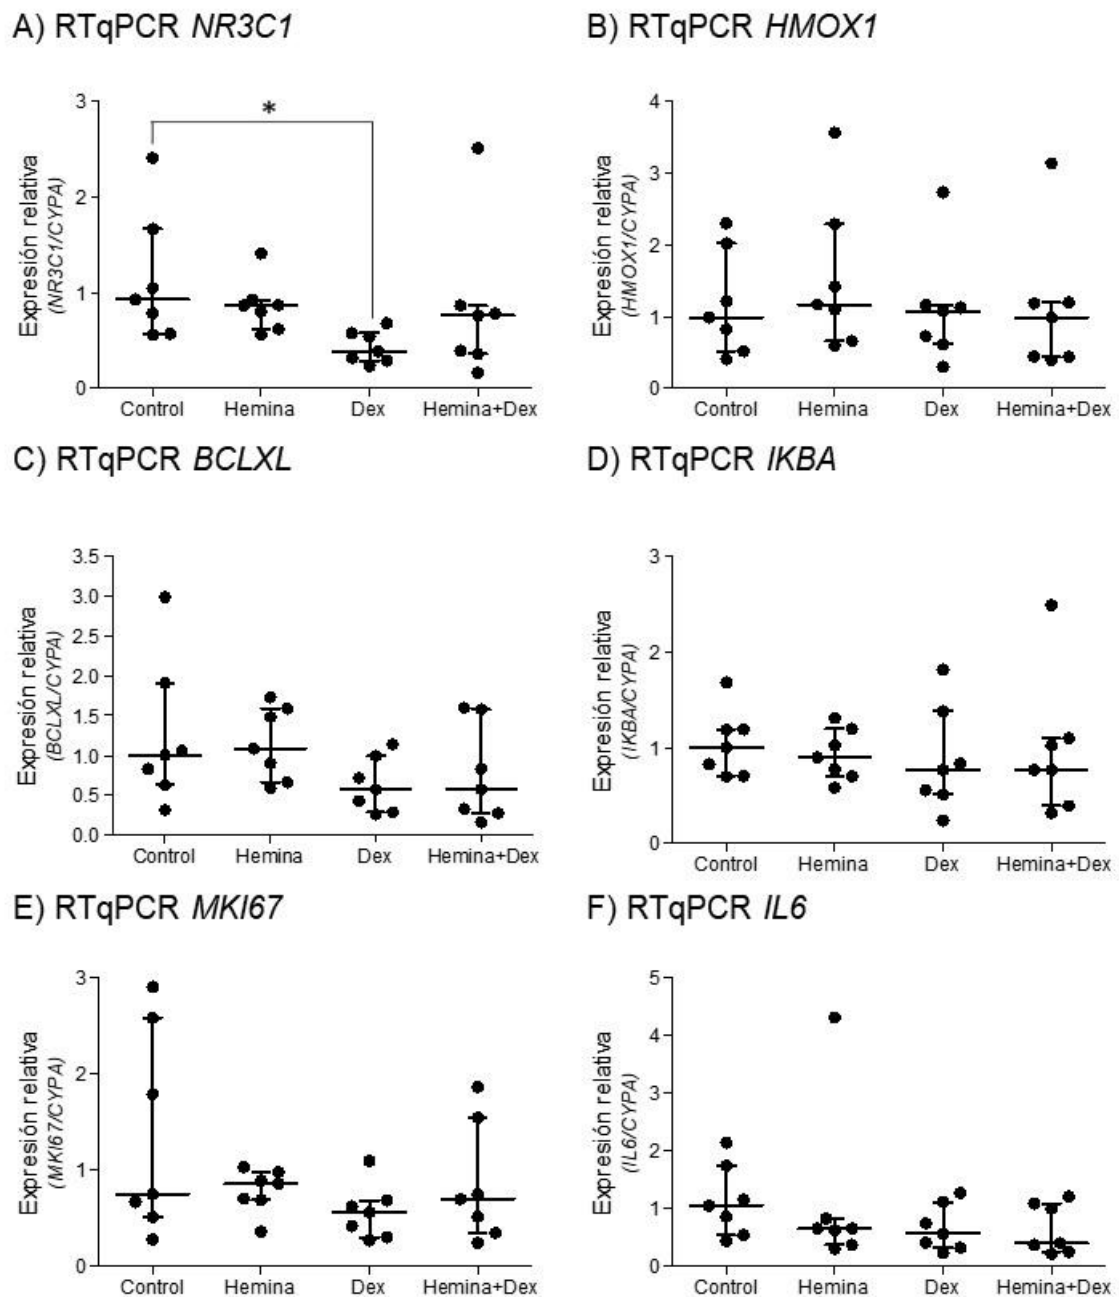 A) RTqPCR NR3C1
Expresión relativa
(NR3C1/CYPA)
3
2
1
0
*
Control Hemina Dex Hemina+Dex
B) RTqPCR HMOX1
Expresión relativa
(HMOX1/CYPA)
4
3
2
1
0
Control Hemina Dex Hemina+Dex
C) RTqPCR BCLXL
Expresión relativa
(BCLXL/CYPA)
3.5
3.0
2.5
2.0
1.5
1.0
0.5
0.0
Control Hemina Dex Hemina+Dex
D) RTqPCR IKBA
Expresión relativa
(IKBA/CYPA)
3
2
1
0
Control Hemina Dex Hemina+Dex
E) RTqPCR MKI67
Expresión relativa
(MKI67/CYPA)
3
2
1
0
Control Hemina Dex Hemina+Dex
F) RTqPCR IL6
Expresión relativa
(IL6/CYPA)
5
4
3
2
1
0
Control Hemina Dex Hemina+Dex